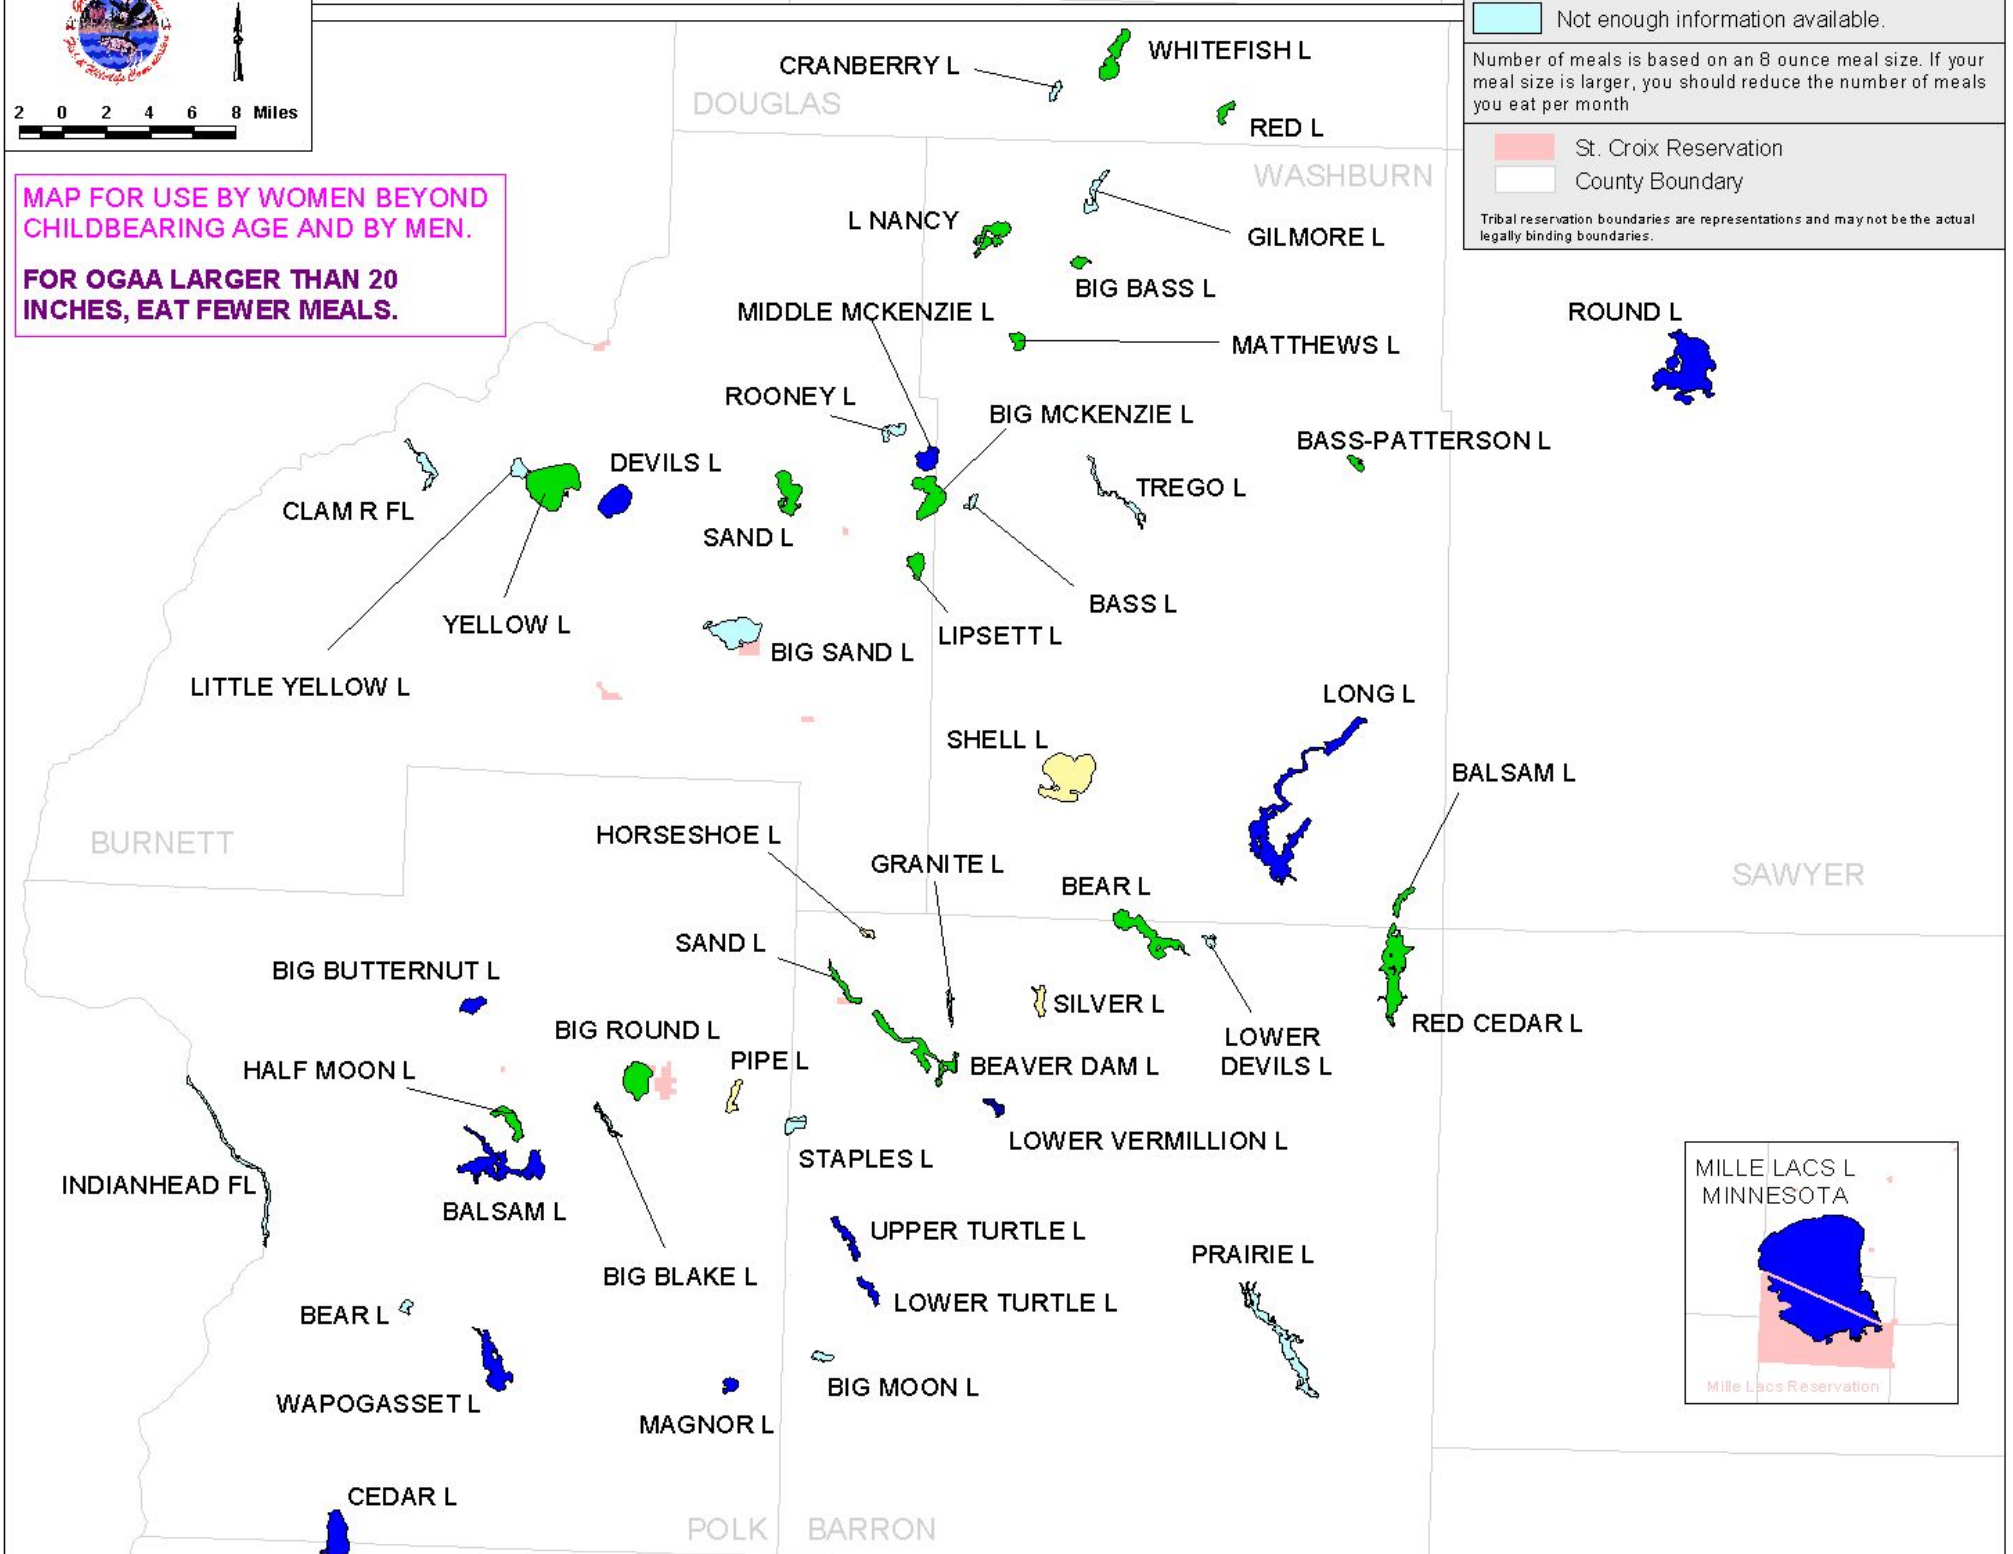 Fish & Wildlife Commission
2 0 2 4 6 8 Miles
Not enough information available.
Number of meals is based on an 8 ounce meal size. If your
meal size is larger, you should reduce the number of meals
you eat per month
St. Croix Reservation
County Boundary
Tribal reservation boundaries are representations and may not be the actual
legally binding boundaries.
MAP FOR USE BY WOMEN BEYOND
CHILDBEARING AGE AND BY MEN.
FOR OGAA LARGER THAN 20
INCHES, EAT FEWER MEALS.
WHITEFISH L
CRANBERRY L
DOUGLAS
RED L
WASHBURN
L NANCY
GILMORE L
BIG BASS L
MIDDLE MCKENZIE L
ROUND L
MATTHEWS L
ROONEY L
BIG MCKENZIE L
BASS-PATTERSON L
DEVILS L
TREGO L
CLAM R FL
SAND L
BASS L
YELLOW L
LIPSETT L
BIG SAND L
LITTLE YELLOW L
LONG L
SHELL L
BALSAM L
BURNETT
HORSESHOE L
GRANITE L
BEAR L
SAWYER
SAND L
BIG BUTTERNUT L
SILVER L
RED CEDAR L
BIG ROUND L
LOWER
DEVILS L
PIPE L
BEAVER DAM L
HALF MOON L
LOWER VERMILLION L
STAPLES L
INDIANHEAD FL
BALSAM L
MILLE LACS L
MINNESOTA
UPPER TURTLE L
PRAIRIE L
BIG BLAKE L
LOWER TURTLE L
BEAR L
BIG MOON L
Mille Lacs Reservation
WAPOGASSET L
MAGNOR L
CEDAR L
POLK
BARRON